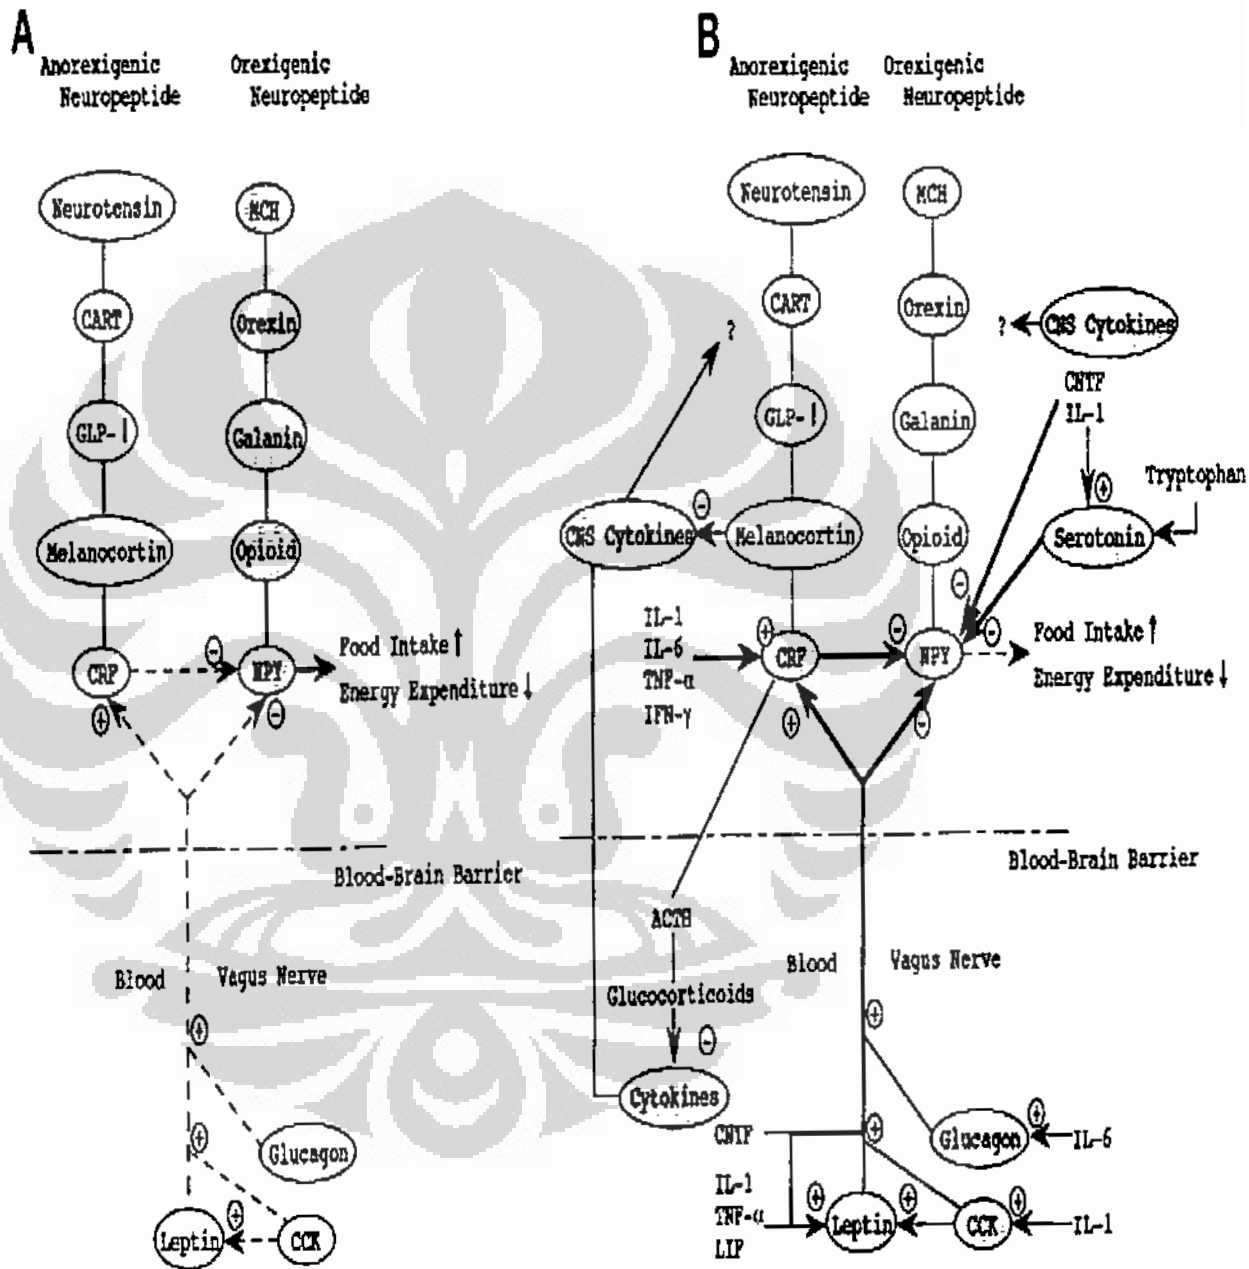 A
Anorexigenic
Neuropeptide
Orexigenic
Neuropeptide
Neurotensin
MCH
CART
Orexin
GLP-1
Galanin
Melanocortin
Opioid
CRF
-
NPY
Food Intake ↑
Energy Expenditure ↓
+
-
Blood-Brain Barrier
Blood
Vagus Nerve
+
+
Glucagon
+
Leptin
CCK
B
Anorexigenic
Neuropeptide
Orexigenic
Neuropeptide
Neurotensin
MCH
CART
Orexin
?
CNS Cytokines
?
CNTF
IL-1
GLP-1
Galanin
+
Tryptophan
CNS Cytokines
-
Melanocortin
Opioid
Serotonin
-
IL-1
IL-6
TNF-α
IFN-γ
+
CRF
-
NPY
-
Food Intake ↑
Energy Expenditure ↓
+
-
Blood-Brain Barrier
ACTH
Blood
Vagus Nerve
Glucocorticoids
+
-
Cytokines
CNTF
+
Glucagon
+
IL-6
IL-1
TNF-α
LIF
+
Leptin
+
CCK
+
IL-1